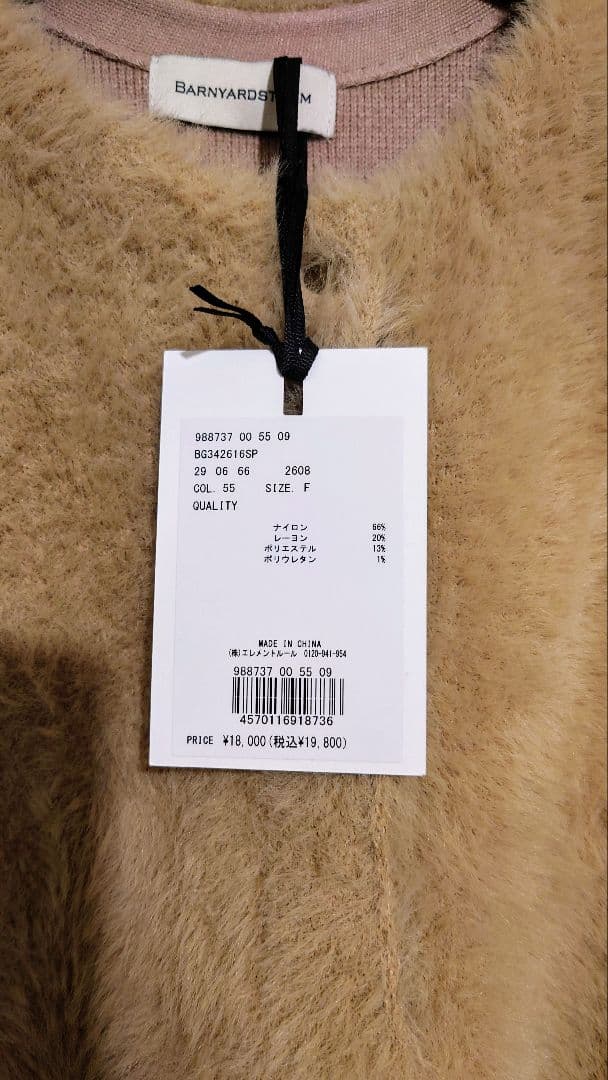 988737 00 55 09
BG342616SP
29 06 66 2608
COL. 55 SIZE. F
QUALITY
ナイロン 66%
レーヨン 20%
ポリエステル 13%
ポリウレタン 1%
MADE IN CHINA
(株)エレメントルール 0120-941-954
988737 00 55 09
4570116918736
PRICE ¥18,000(税込¥19,800)